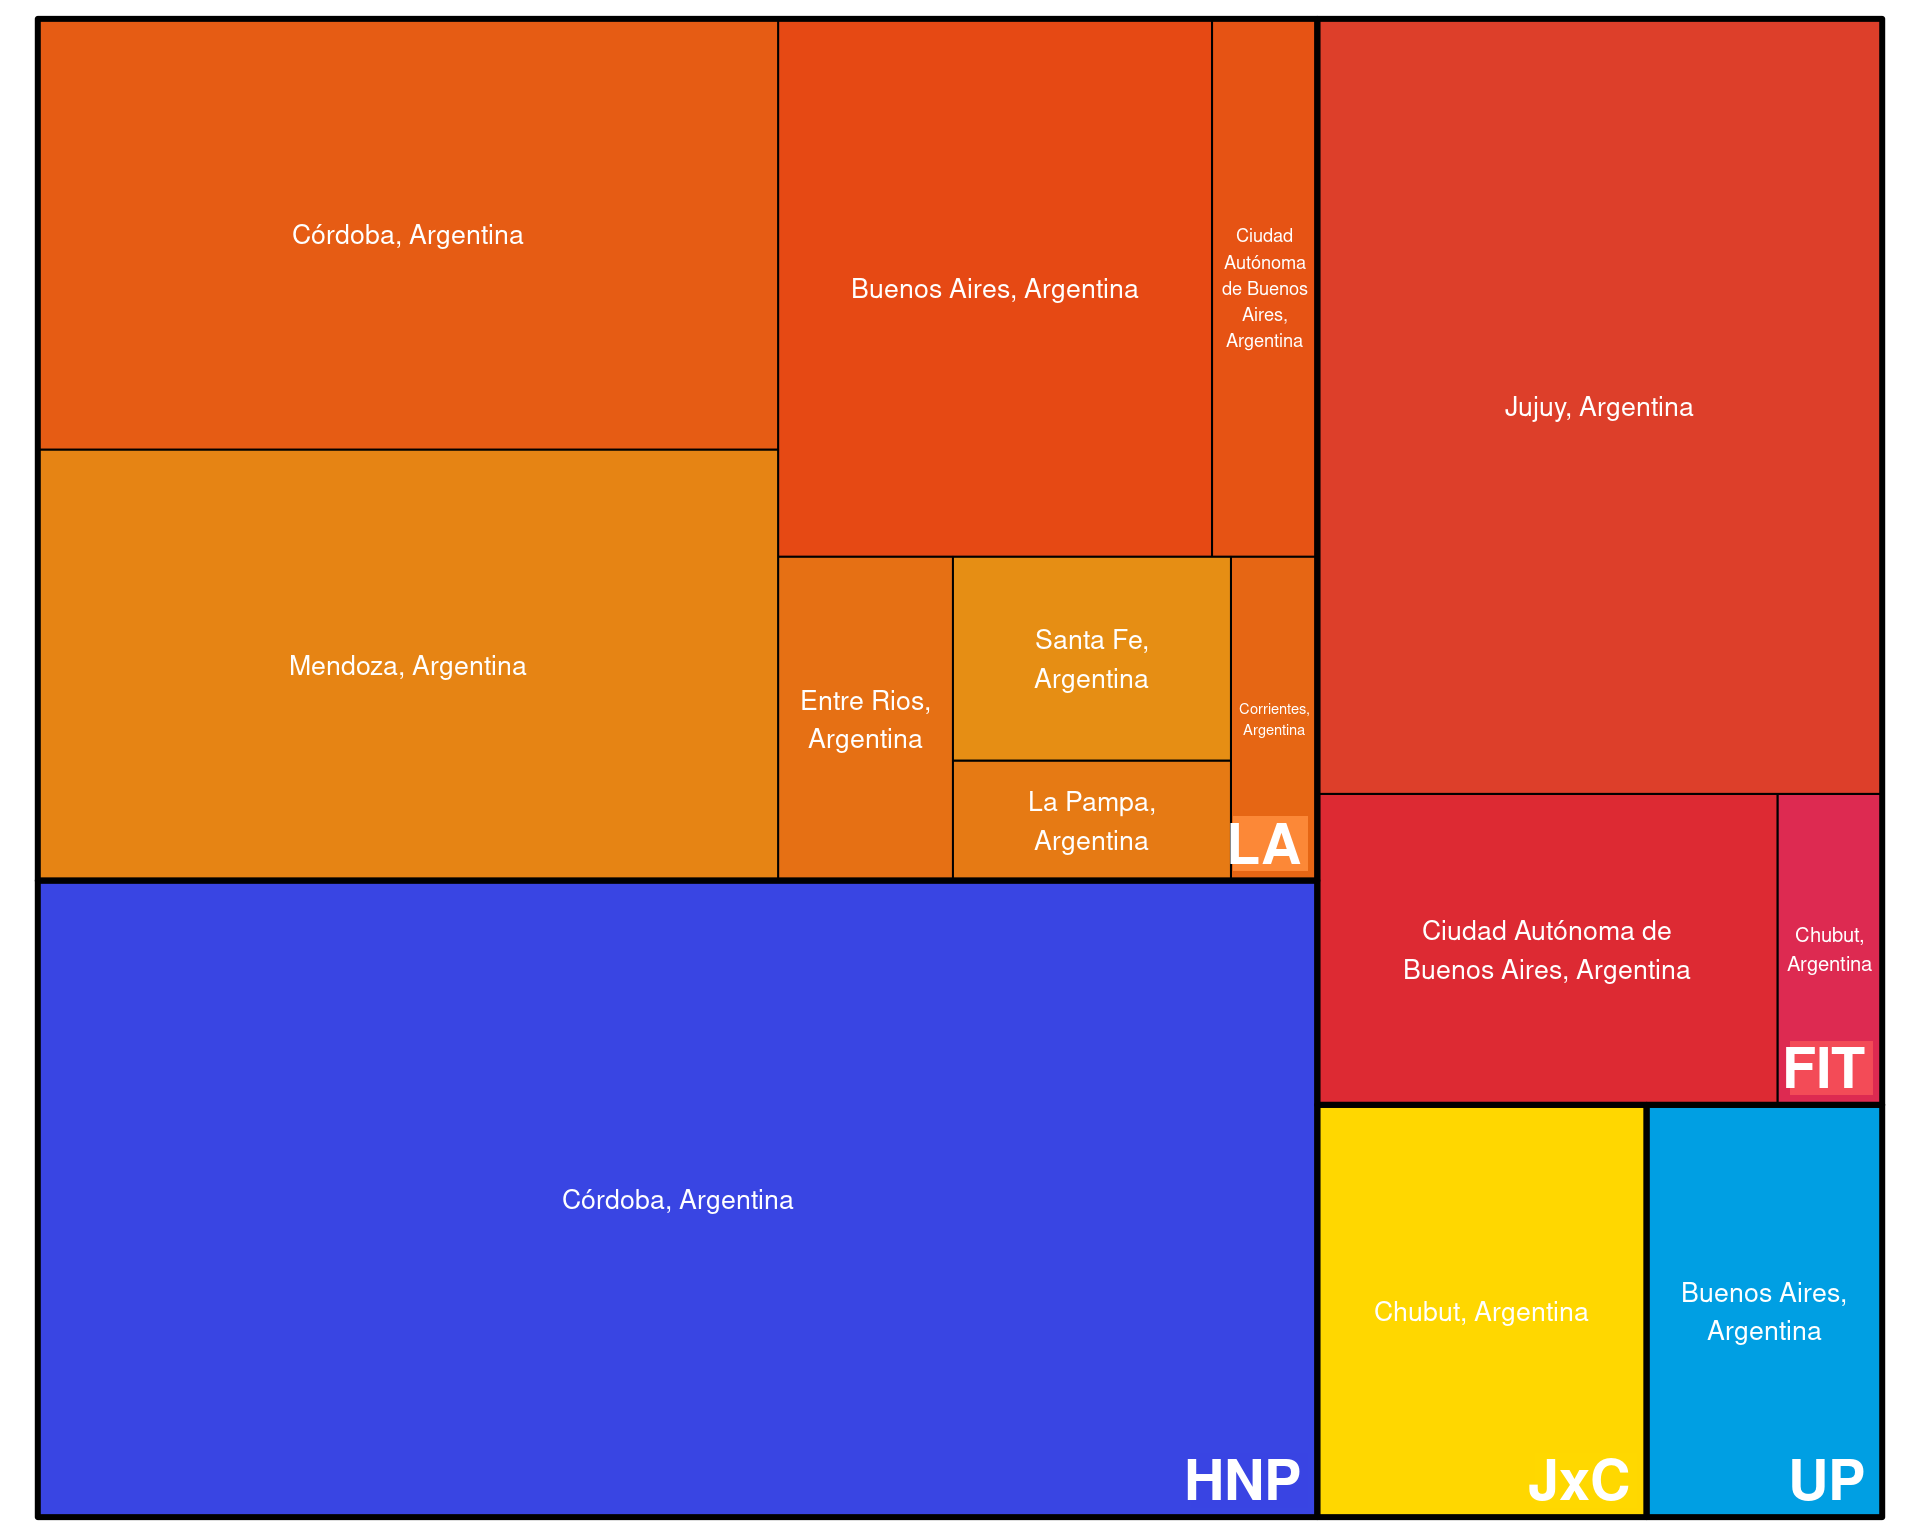 Córdoba, Argentina
Buenos Aires, Argentina
Ciudad
Autónoma
de Buenos
Aires,
Argentina
Mendoza, Argentina
Entre Rios,
Argentina
Santa Fe,
Argentina
La Pampa,
Argentina
Corrientes,
Argentina
LA
Jujuy, Argentina
Ciudad Autónoma de
Buenos Aires, Argentina
Chubut,
Argentina
FIT
Córdoba, Argentina
HNP
Chubut, Argentina
JxC
Buenos Aires,
Argentina
UP